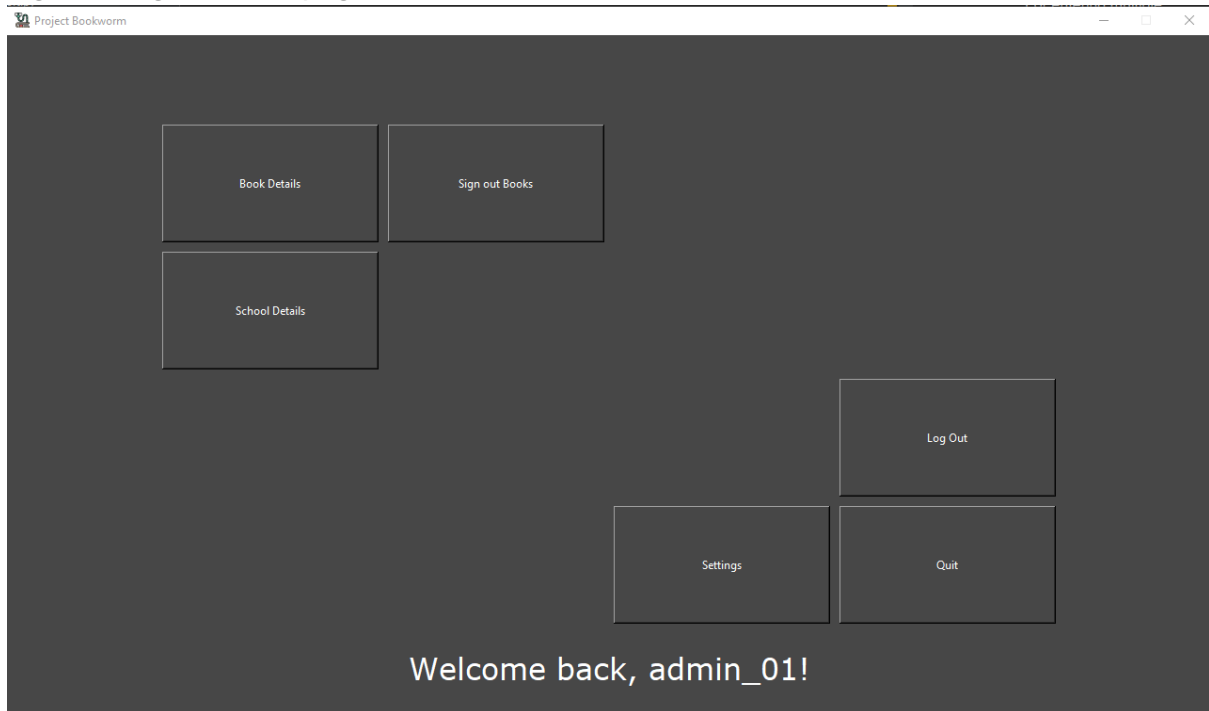 Project Bookworm
Book Details
Sign out Books
School Details
Log Out
Settings
Quit
Welcome back, admin_01!